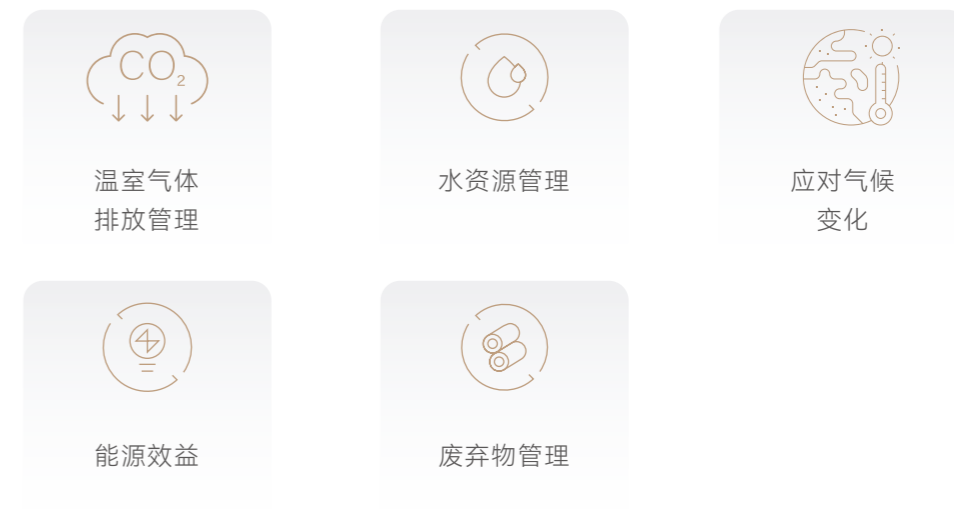 CO₂
温室气体
排放管理
水资源管理
应对气候
变化
能源效益
废弃物管理